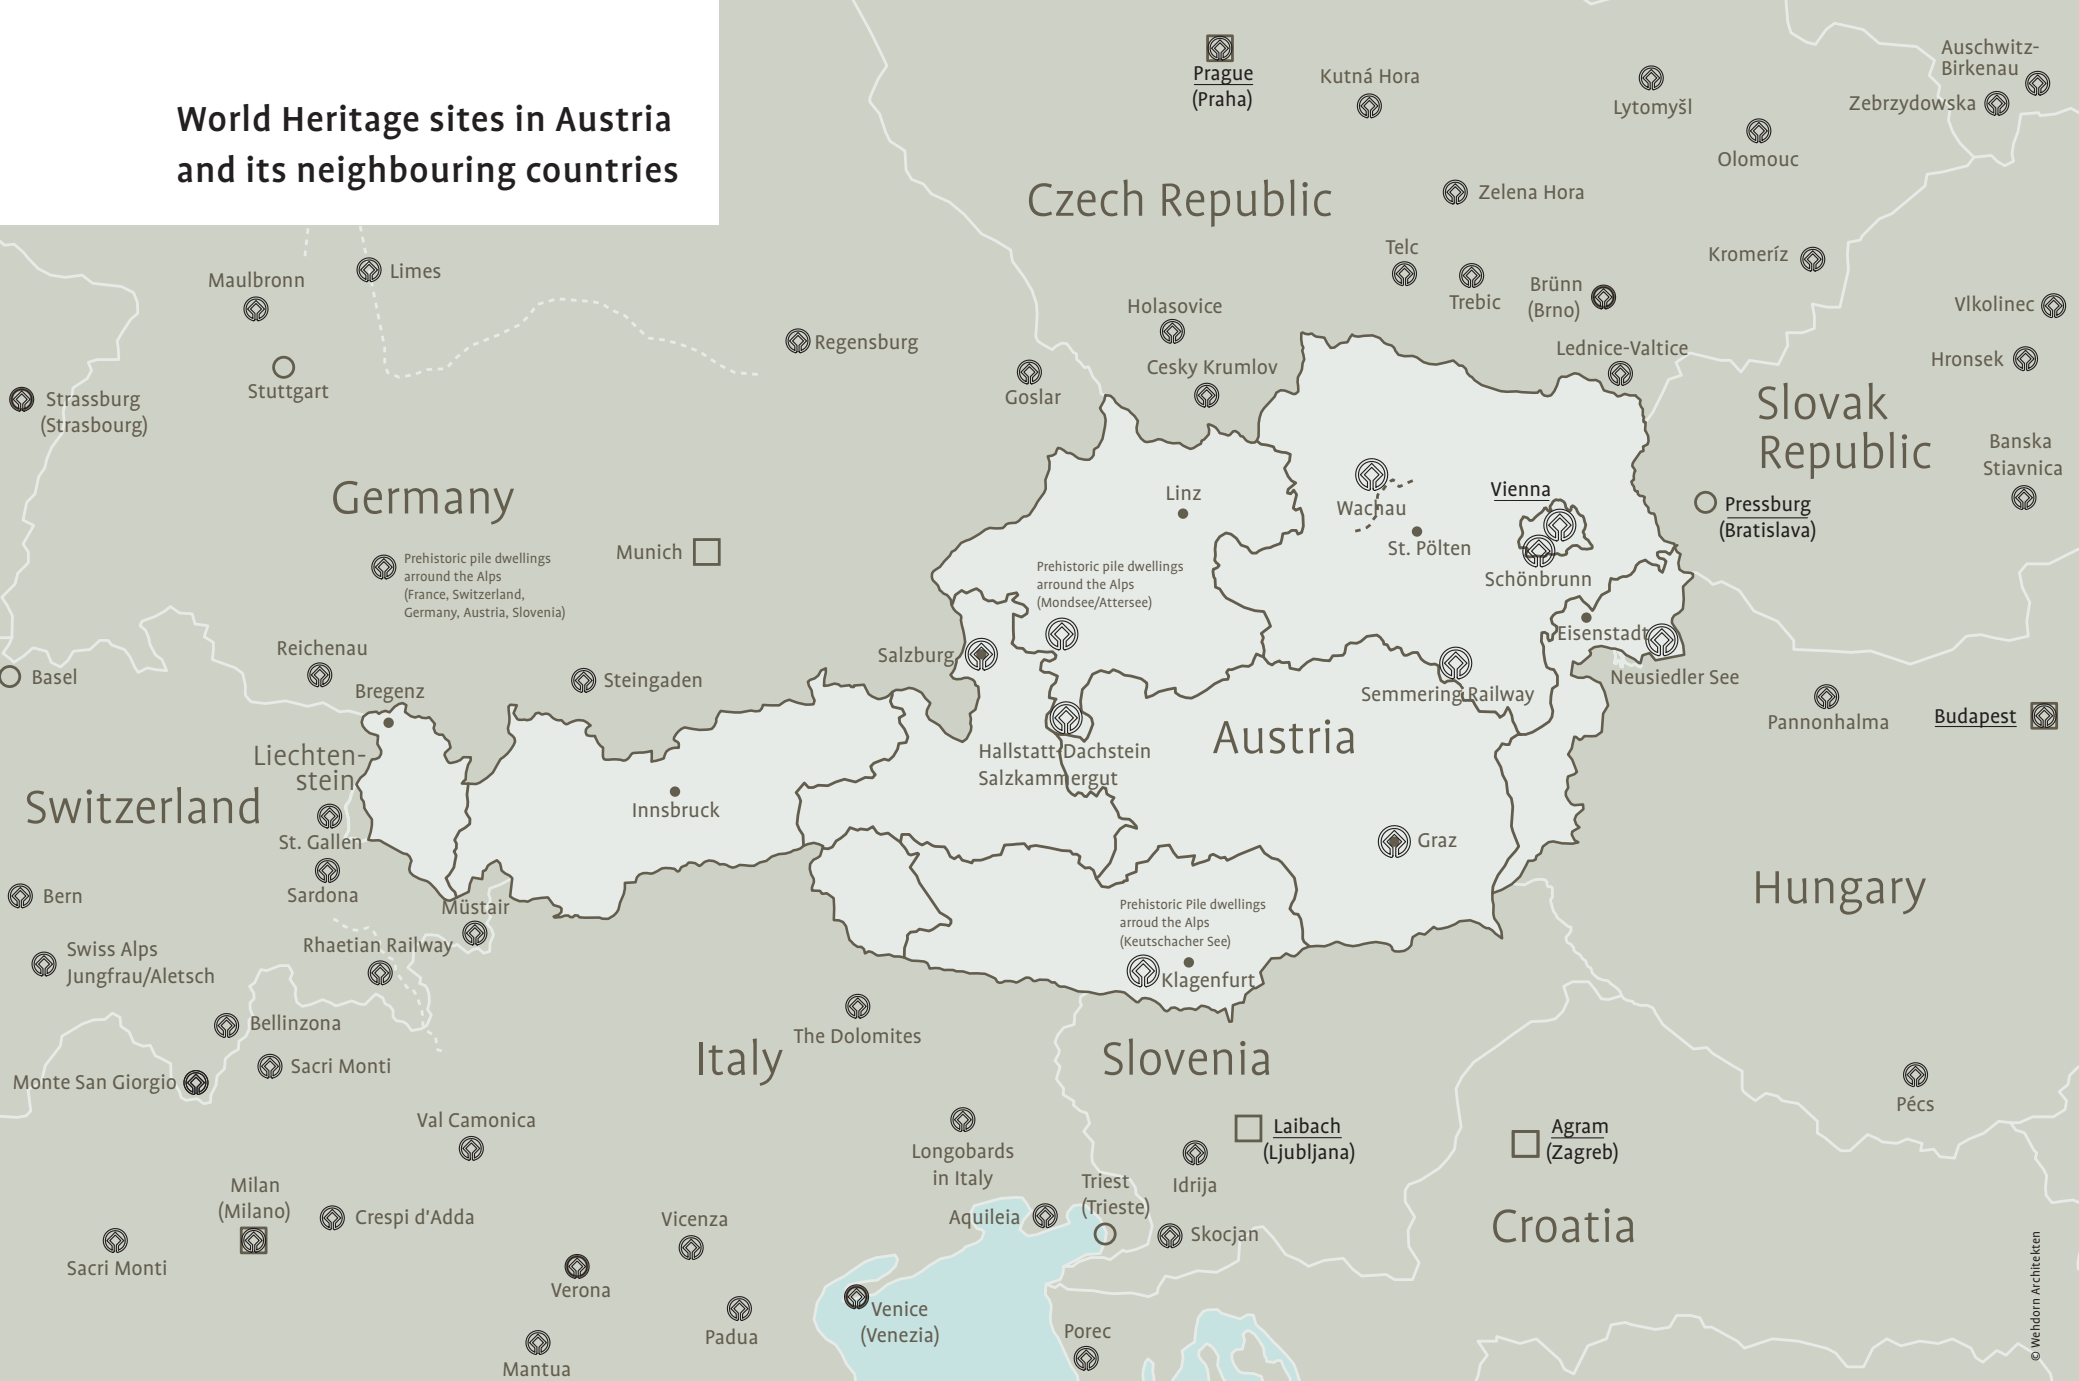 World Heritage sites in Austria
and its neighbouring countries
Prague
(Praha)
Kutná Hora
Lytomyšl
Auschwitz-
Birkenau
Zebrzydowska
Olomouc
Czech Republic
Zelena Hora
Telc
Trebic
Brünn
(Brno)
Kromeríz
Vlkolinec
Hronsek
Maulbronn
Limes
Regensburg
Holasovice
Cesky Krumlov
Goslar
Lednice-Valtice
Slovak
Republic
Banska
Stiavnica
Strassburg
(Strasbourg)
Stuttgart
Germany
Munich
Prehistoric pile dwellings
arround the Alps
(France, Switzerland,
Germany, Austria, Slovenia)
Linz
Wachau
St. Pölten
Vienna
Schönbrunn
Pressburg
(Bratislava)
Prehistoric pile dwellings
arround the Alps
(Mondsee/Attersee)
Eisenstadt
Neusiedler See
Basel
Reichenau
Bregenz
Steingaden
Salzburg
Semmering Railway
Pannonhalma
Budapest
Liechten-
stein
Switzerland
Innsbruck
Hallstatt-Dachstein
Salzkammergut
Austria
St. Gallen
Sardona
Graz
Hungary
Bern
Swiss Alps
Jungfrau/Aletsch
Müstair
Rhaetian Railway
Prehistoric Pile dwellings
arroud the Alps
(Keutschacher See)
Klagenfurt
Bellinzona
Sacri Monti
Monte San Giorgio
The Dolomites
Italy
Slovenia
Pécs
Val Camonica
Longobards
in Italy
Laibach
(Ljubljana)
Agram
(Zagreb)
Idrija
Milan
(Milano)
Crespi d'Adda
Sacri Monti
Vicenza
Aquileia
Triest
(Trieste)
Skocjan
Croatia
Verona
Padua
Mantua
Venice
(Venezia)
Porec
© Wehdorn Architekten